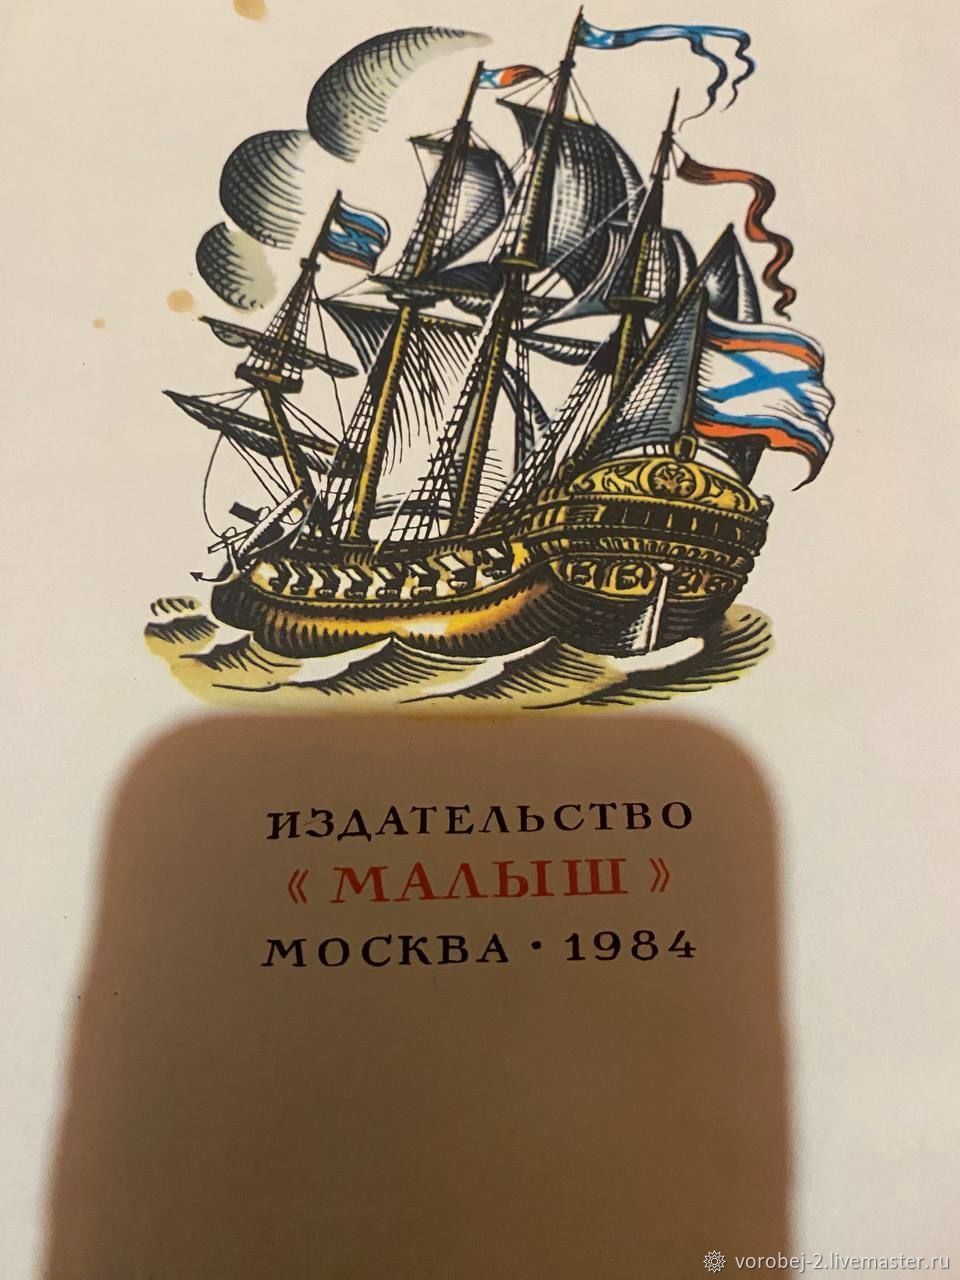 ИЗДАТЕЛЬСТВО
«МАЛЫШ»
МОСКВА · 1984
vorobej-2.livemaster.ru